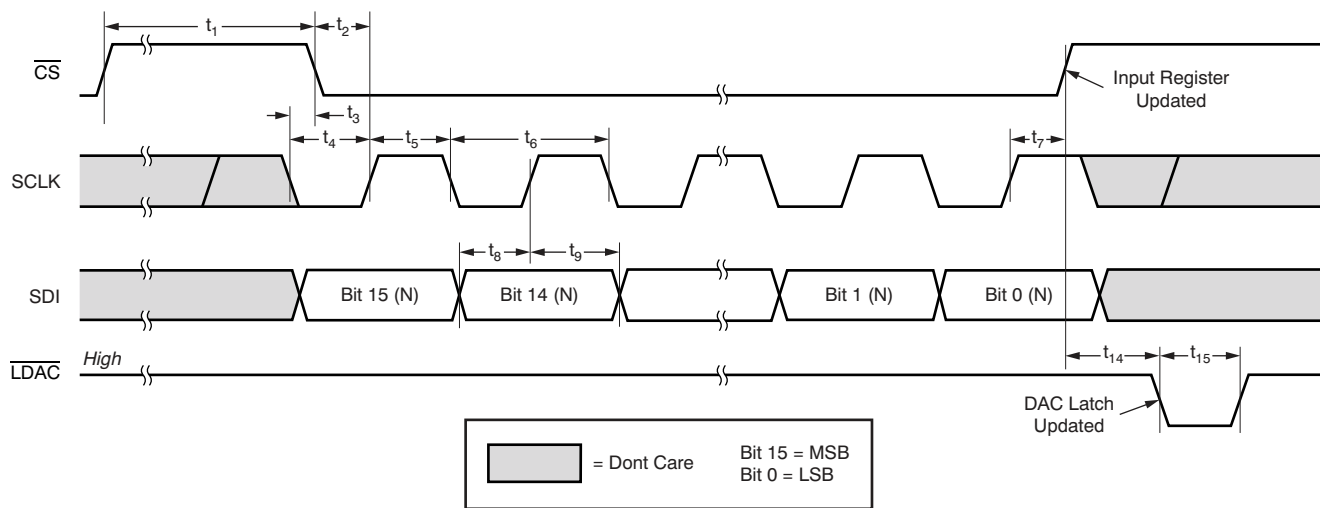 t1
t2
CS
Input Register
Updated
t3
t4
t5
t6
t7
SCLK
t8
t9
SDI
Bit 15 (N)
Bit 14 (N)
Bit 1 (N)
Bit 0 (N)
High
LDAC
t14
t15
DAC Latch
Updated
= Dont Care
Bit 15 = MSB
Bit 0 = LSB